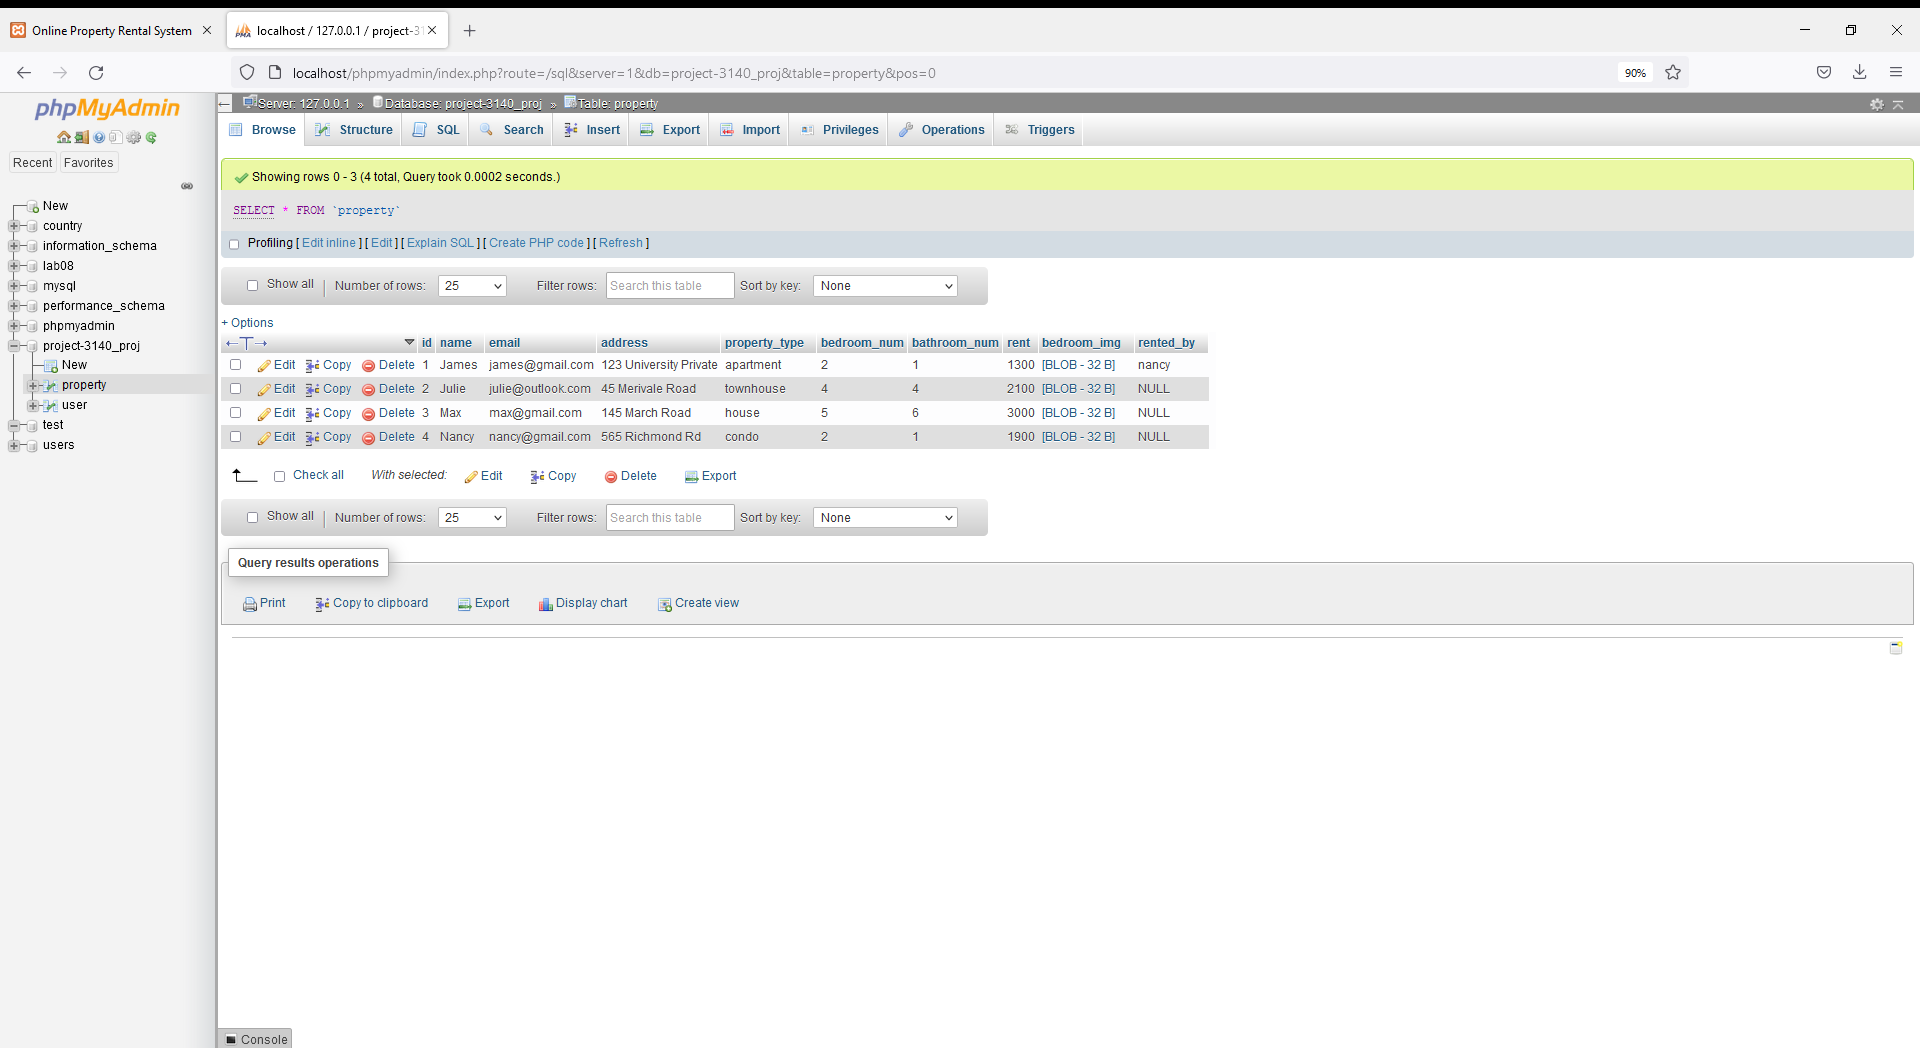 Online Property Rental System
localhost / 127.0.0.1 / project-31
localhost/phpmyadmin/index.php?route=/sql&server=1&db=project-3140_proj&table=property&pos=0
90%
phpMyAdmin
Recent Favorites
New
country
information_schema
lab08
mysql
performance_schema
phpmyadmin
project-3140_proj
New
property
user
test
users
Server: 127.0.0.1 » Database: project-3140_proj » Table: property
Browse Structure SQL Search Insert Export Import Privileges Operations Triggers
Showing rows 0 - 3 (4 total, Query took 0.0002 seconds.)
SELECT * FROM `property`
Profiling [ Edit inline ] [ Edit ] [ Explain SQL ] [ Create PHP code ] [ Refresh ]
Show all Number of rows: 25 Filter rows: Search this table Sort by key: None
+ Options
←T→ id name email address property_type bedroom_num bathroom_num rent bedroom_img rented_by
Edit Copy Delete 1 James james@gmail.com 123 University Private apartment 2 1 1300 [BLOB - 32 B] nancy
Edit Copy Delete 2 Julie julie@outlook.com 45 Merivale Road townhouse 4 4 2100 [BLOB - 32 B] NULL
Edit Copy Delete 3 Max max@gmail.com 145 March Road house 5 6 3000 [BLOB - 32 B] NULL
Edit Copy Delete 4 Nancy nancy@gmail.com 565 Richmond Rd condo 2 1 1900 [BLOB - 32 B] NULL
Check all With selected: Edit Copy Delete Export
Show all Number of rows: 25 Filter rows: Search this table Sort by key: None
Query results operations
Print Copy to clipboard Export Display chart Create view
Console